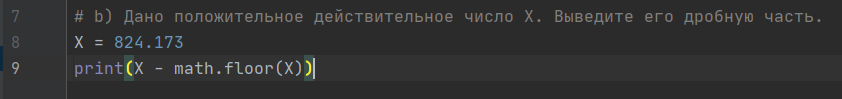 7 # b) Дано положительное действительное число X. Выведите его дробную часть.
8 X = 824.173
9 print(X - math.floor(X))